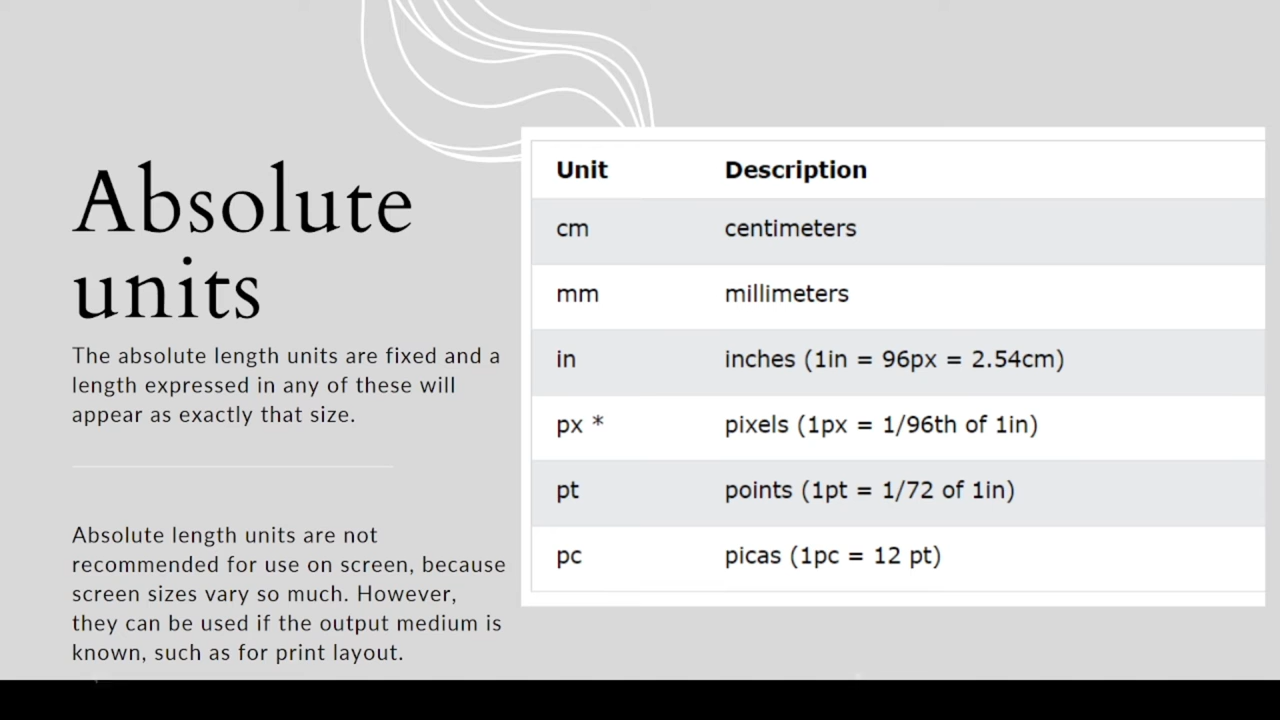 Absolute
units
The absolute length units are fixed and a
length expressed in any of these will
appear as exactly that size.
Absolute length units are not
recommended for use on screen, because
screen sizes vary so much. However,
they can be used if the output medium is
known, such as for print layout.
Unit Description
cm centimeters
mm millimeters
in inches (1in = 96px = 2.54cm)
px * pixels (1px = 1/96th of 1in)
pt points (1pt = 1/72 of 1in)
pc picas (1pc = 12 pt)